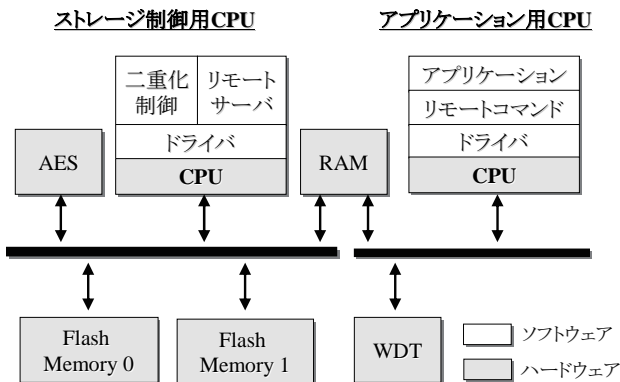 ストレージ制御用CPU
アプリケーション用CPU
二重化
制御
リモート
サーバ
ドライバ
CPU
AES
RAM
アプリケーション
リモートコマンド
ドライバ
CPU
Flash
Memory 0
Flash
Memory 1
WDT
ソフトウェア
ハードウェア